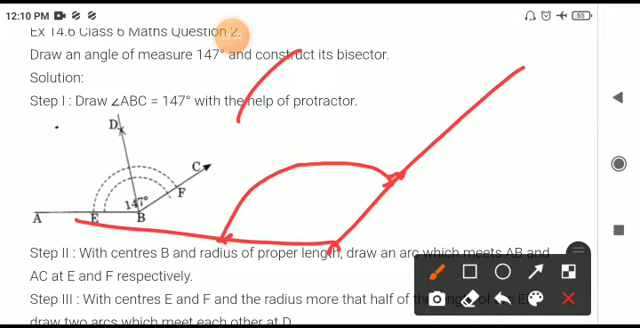 12:10 PM
55
Ex 14.6 Class 6 Maths Question 2.
Draw an angle of measure 147° and construct its bisector.
Solution:
Step I : Draw ∠ABC = 147° with the help of protractor.
D
C
147°
F
A E B
Step II : With centres B and radius of proper length, draw an arc which meets AB and
AC at E and F respectively.
Step III : With centres E and F and the radius more that half of the
draw two arcs which meet each other at D.